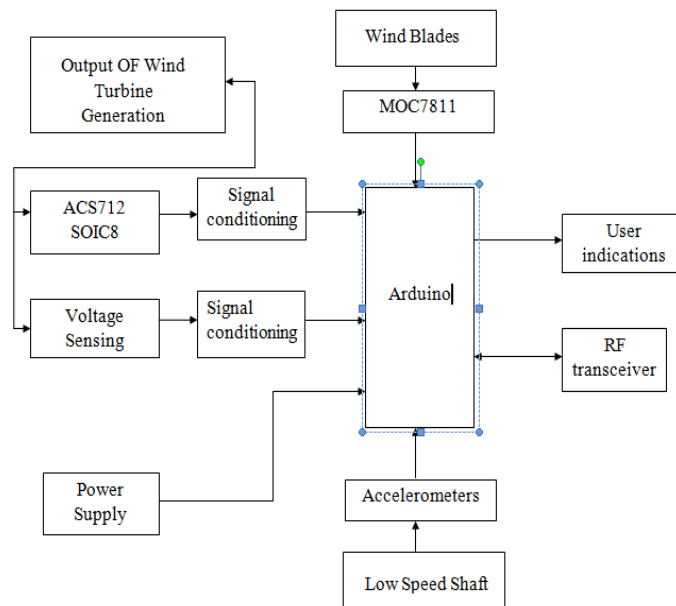 Wind Blades
Output OF Wind
Turbine
Generation
MOC7811
ACS712
SOIC8
Signal
conditioning
User
indications
Arduino
Voltage
Sensing
Signal
conditioning
RF
transceiver
Power
Supply
Accelerometers
Low Speed Shaft